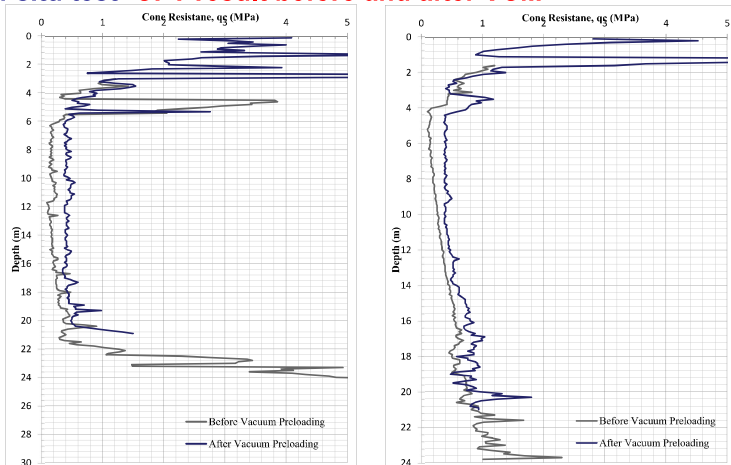 Cone Resistane, qc (MPa)
0 1 2 3 4 5
0
2
4
6
8
10
12
14
16
18
20
22
24
26
28
30
Depth (m)
Before Vacuum Preloading
After Vacuum Preloading
Cone Resistane, qc (MPa)
0 1 2 3 4 5
0
2
4
6
8
10
12
14
16
18
20
22
24
Depth (m)
Before Vacuum Preloading
After Vacuum Preloading